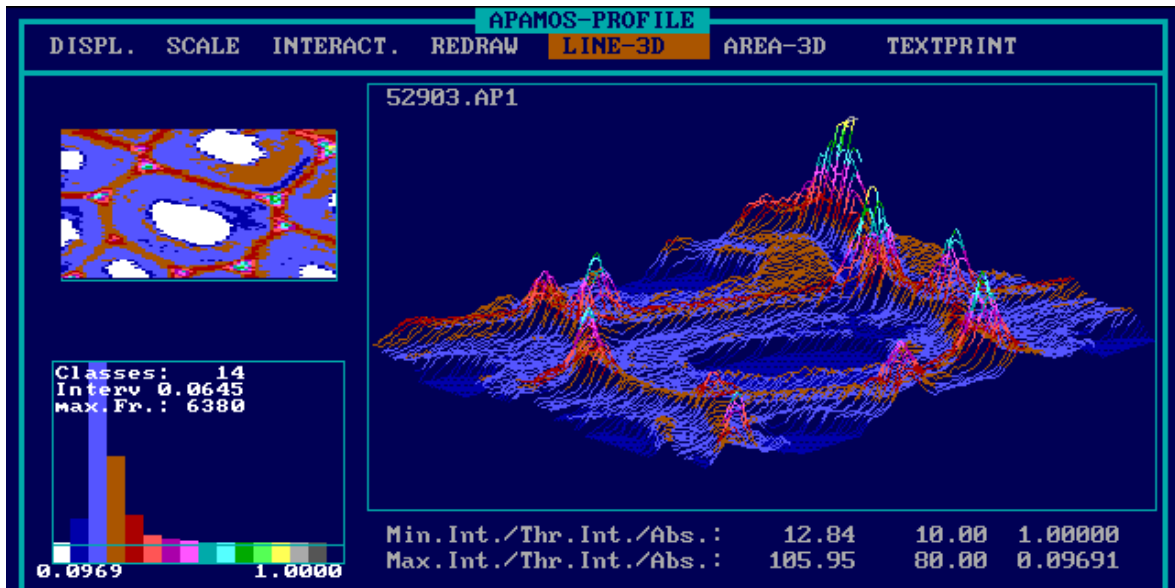 APAMOS-PROFILE
DISPL. SCALE INTERACT. REDRAW LINE-3D AREA-3D TEXTPRINT
52903.AP1
Classes: 14
Interv 0.0645
max.Fr.: 6380
0.0969 1.0000
Min.Int./Thr.Int./Abs.: 12.84 10.00 1.00000
Max.Int./Thr.Int./Abs.: 105.95 80.00 0.09691